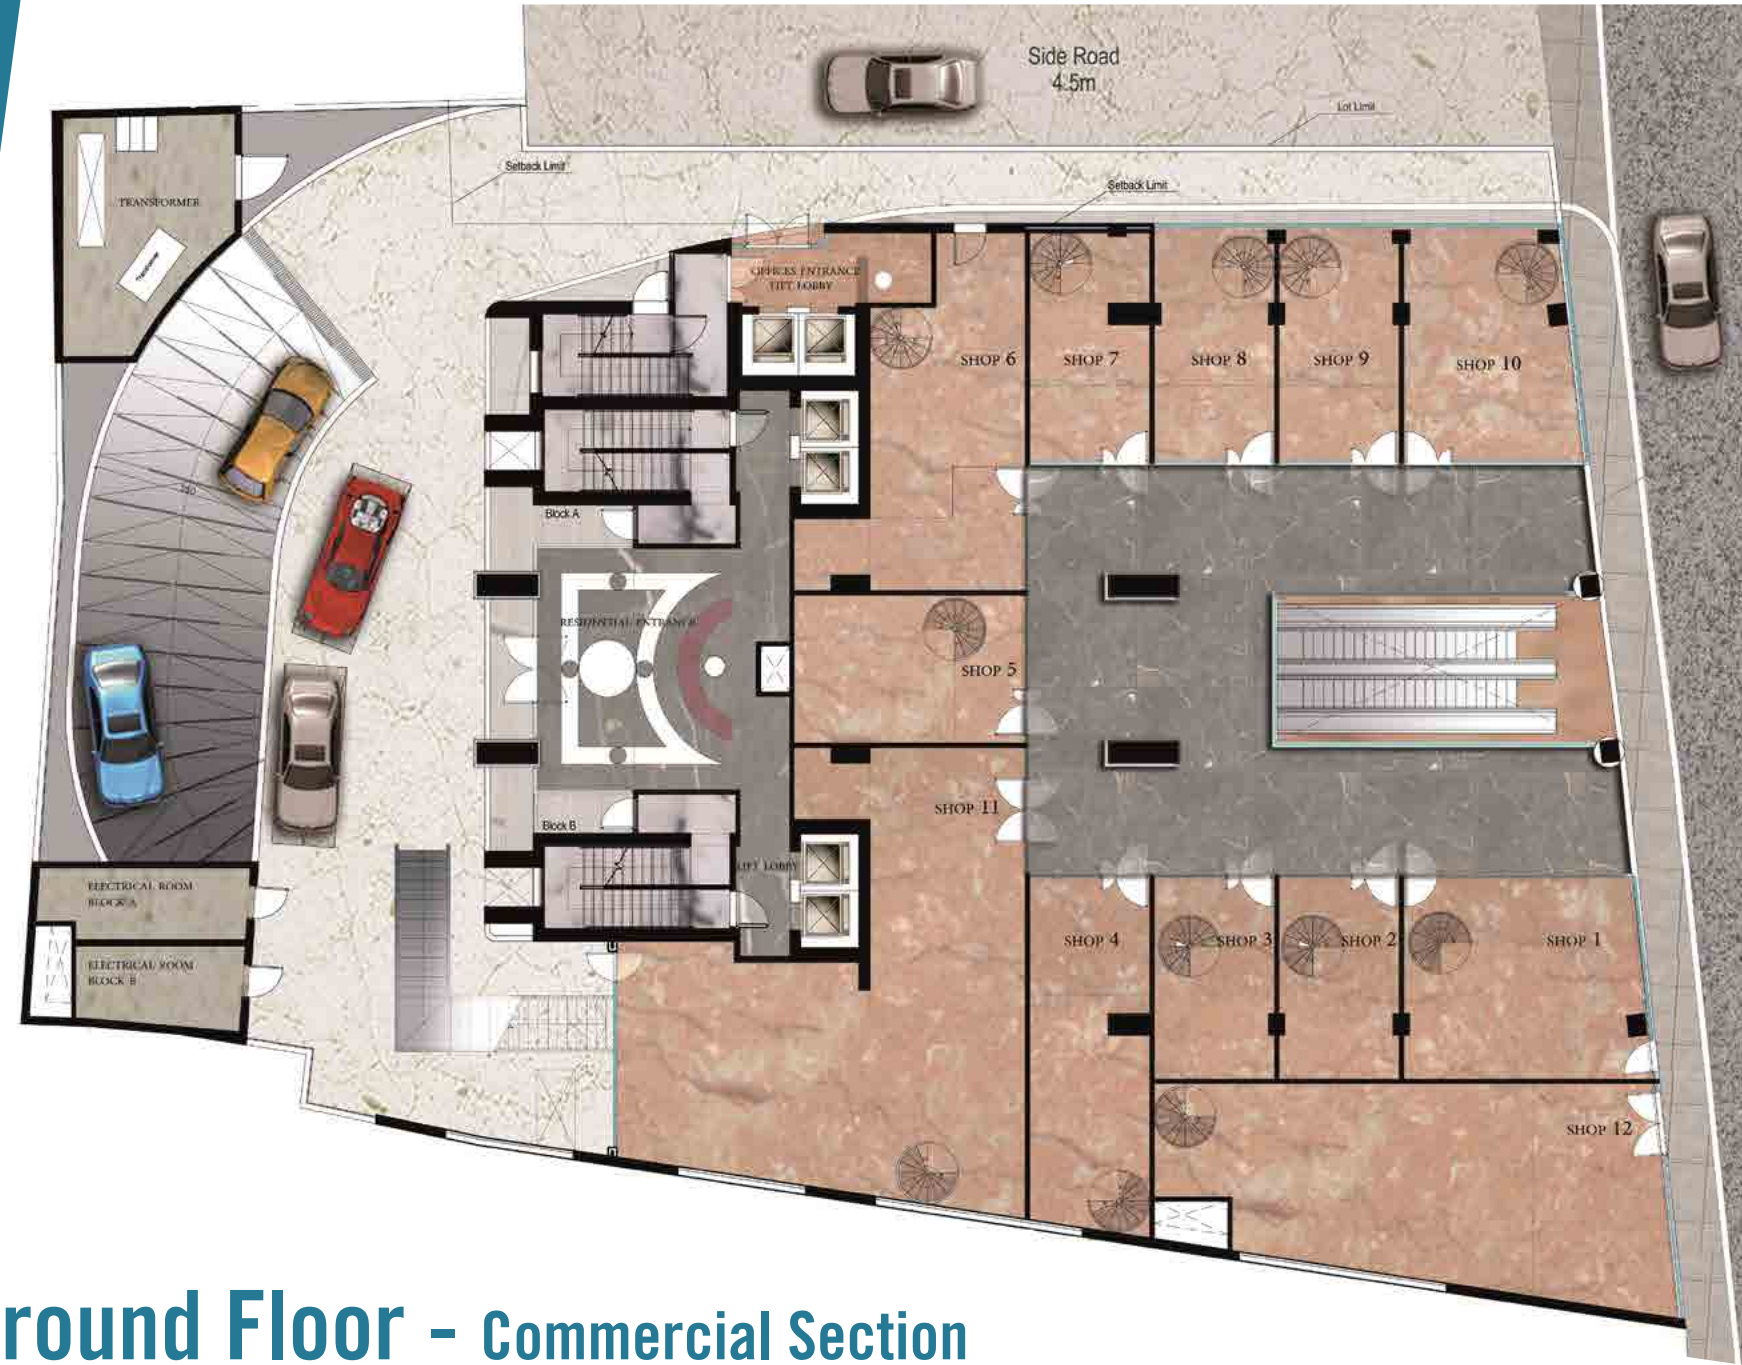 Side Road
4.5m
Lot Limit
Setback Limit
Setback Limit
TRANSFORMER
Transformer
OFFICES ENTRANCE
LIFT LOBBY
SHOP 6
SHOP 7
SHOP 8
SHOP 9
SHOP 10
Block A
RESIDENTIAL ENTRANCE
SHOP 5
SHOP 11
Block B
LIFT LOBBY
ELECTRICAL ROOM
BLOCK A
ELECTRICAL ROOM
BLOCK B
SHOP 4
SHOP 3
SHOP 2
SHOP 1
SHOP 12
round Floor - Commercial Section